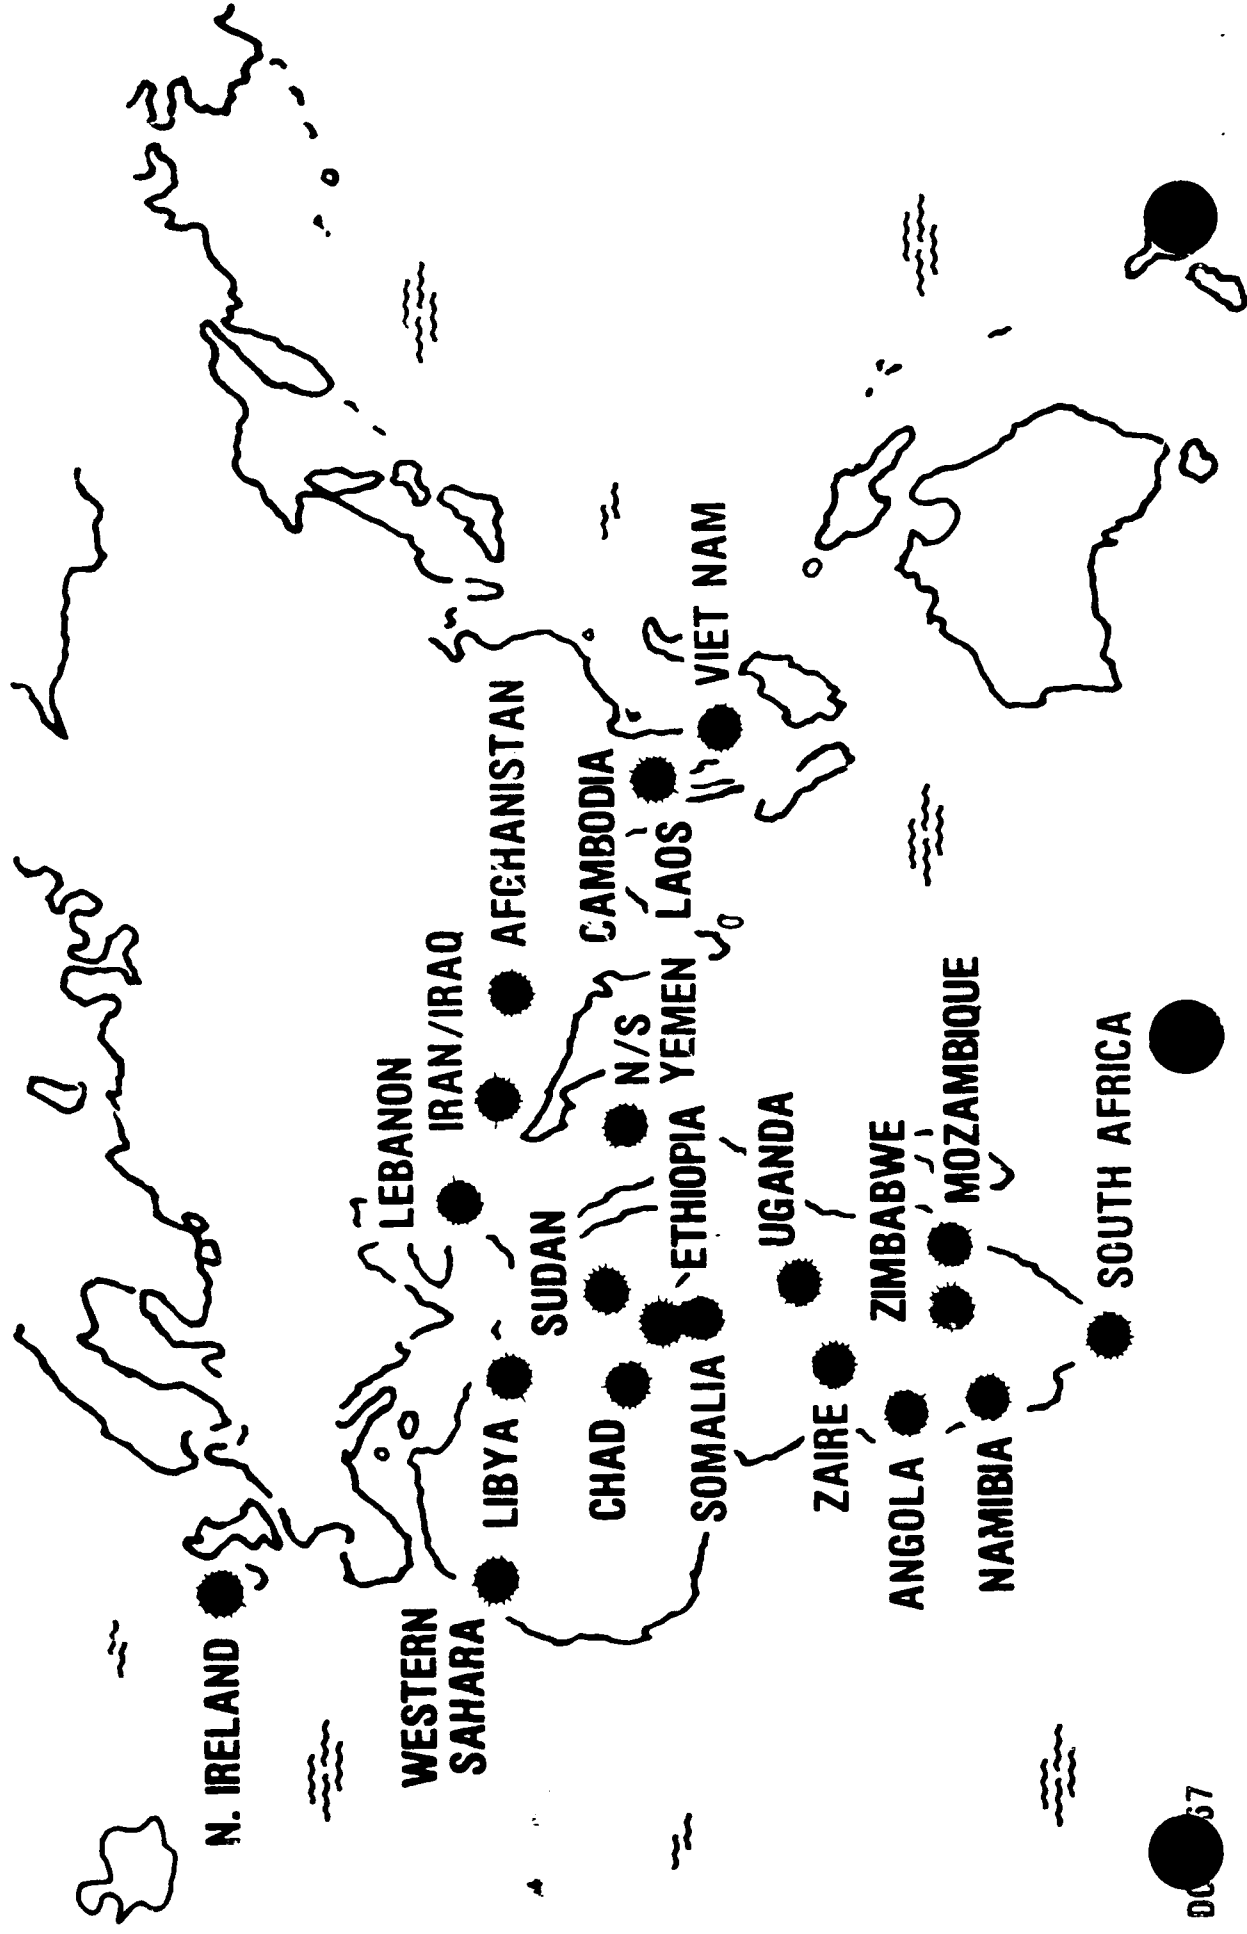 N. IRELAND
WESTERN
SAHARA
LEBANON
IRAN/IRAQ
AFGHANISTAN
LIBYA
SUDAN
CHAD
N/S
YEMEN
CAMBODIA
LAOS
VIET NAM
SOMALIA
ETHIOPIA
UGANDA
ZAIRE
ANGOLA
ZIMBABWE
MOZAMBIQUE
NAMIBIA
SOUTH AFRICA